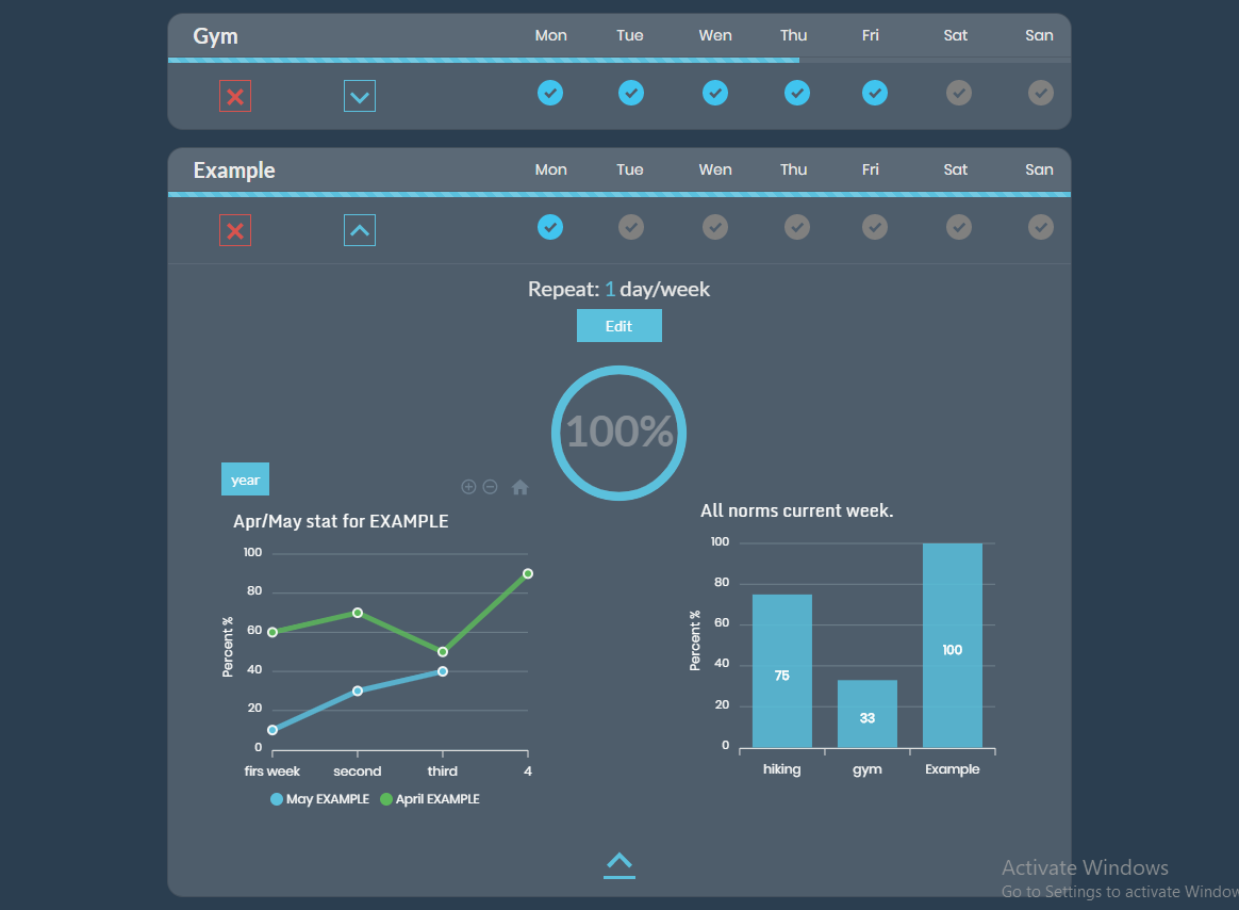 Gym Mon Tue Wen Thu Fri Sat San
Example Mon Tue Wen Thu Fri Sat San
Repeat: 1 day/week
Edit
100%
year
Apr/May stat for EXAMPLE
100
80
60
40
20
0
Percent %
firs week second third 4
May EXAMPLE April EXAMPLE
All norms current week.
100
80
60
40
20
0
Percent %
75
33
100
hiking gym Example
Activate Windows
Go to Settings to activate Window